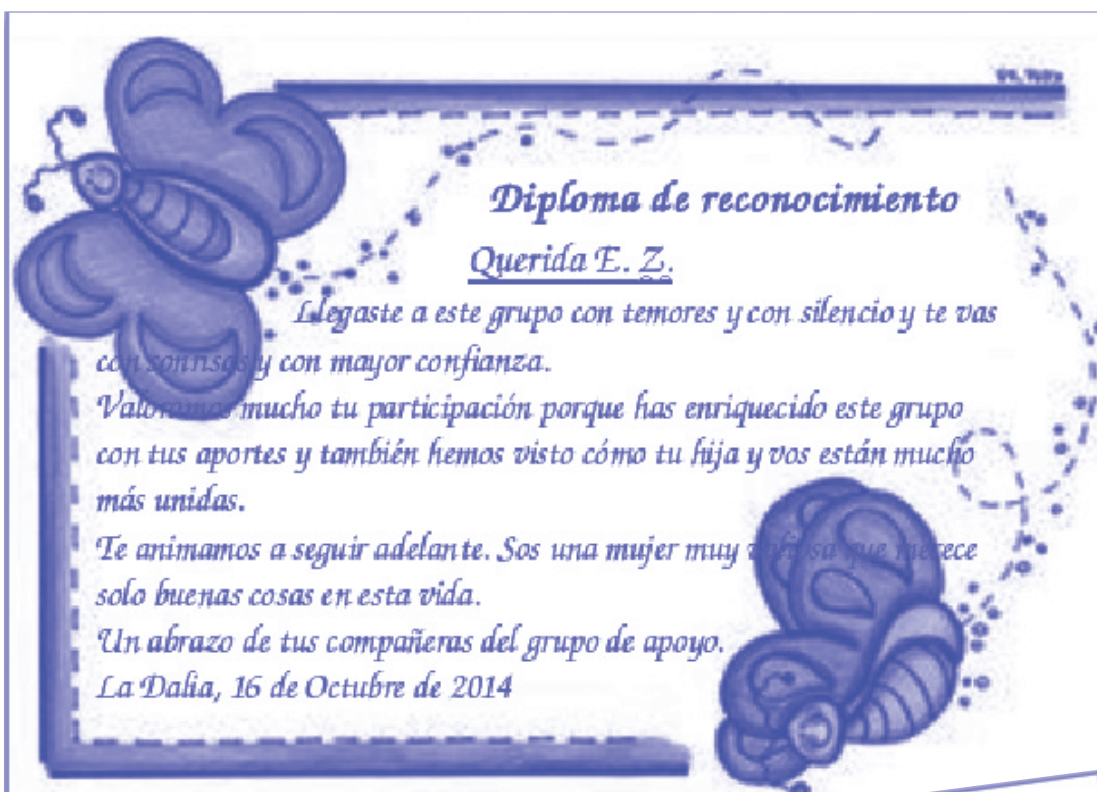 Diploma de reconocimiento
Querida E. Z.
Llegaste a este grupo con temores y con silencio y te vas
con sonrisas y con mayor confianza.
Valoramos mucho tu participación porque has enriquecido este grupo
con tus aportes y también hemos visto cómo tu hija y vos están mucho
más unidas.
Te animamos a seguir adelante. Sos una mujer muy valiosa que merece
solo buenas cosas en esta vida.
Un abrazo de tus compañeras del grupo de apoyo.
La Dalia, 16 de Octubre de 2014